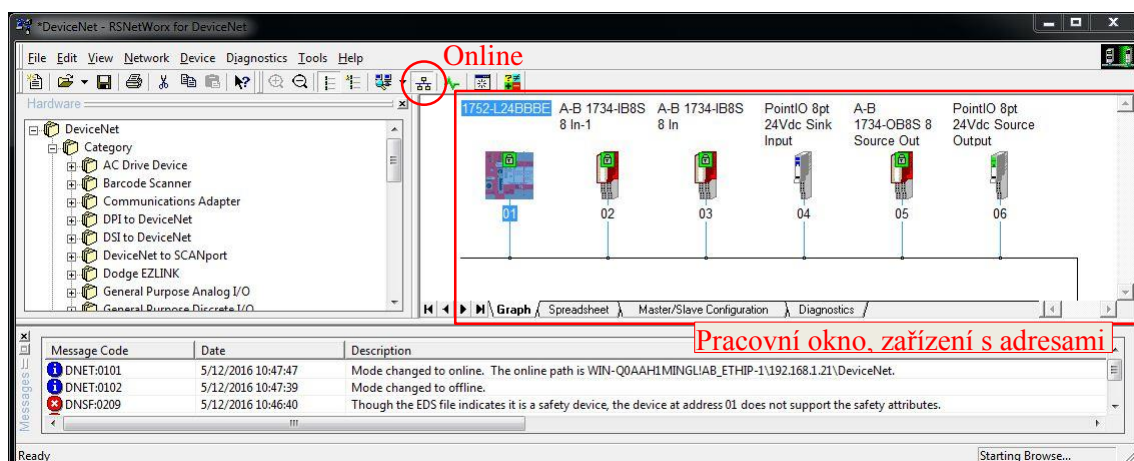 *DeviceNet - RSNetWorx for DeviceNet
File Edit View Network Device Diagnostics Tools Help
Online
Hardware
DeviceNet
Category
AC Drive Device
Barcode Scanner
Communications Adapter
DPI to DeviceNet
DSI to DeviceNet
DeviceNet to SCANport
Dodge EZLINK
General Purpose Analog I/O
General Purpose Discrete I/O
1752-L24BBBE
01
A-B 1734-IB8S
8 In-1
02
A-B 1734-IB8S
8 In
03
PointIO 8pt
24Vdc Sink
Input
04
A-B
1734-OB8S 8
Source Out
05
PointIO 8pt
24Vdc Source
Output
06
Graph Spreadsheet Master/Slave Configuration Diagnostics
Pracovní okno, zařízení s adresami
Messages
Message Code Date Description
DNET:0101 5/12/2016 10:47:47 Mode changed to online. The online path is WIN-Q0AAH1MINGL!AB_ETHIP-1\192.168.1.21\DeviceNet.
DNET:0102 5/12/2016 10:47:39 Mode changed to offline.
DNSF:0209 5/12/2016 10:46:40 Though the EDS file indicates it is a safety device, the device at address 01 does not support the safety attributes.
Ready
Starting Browse...